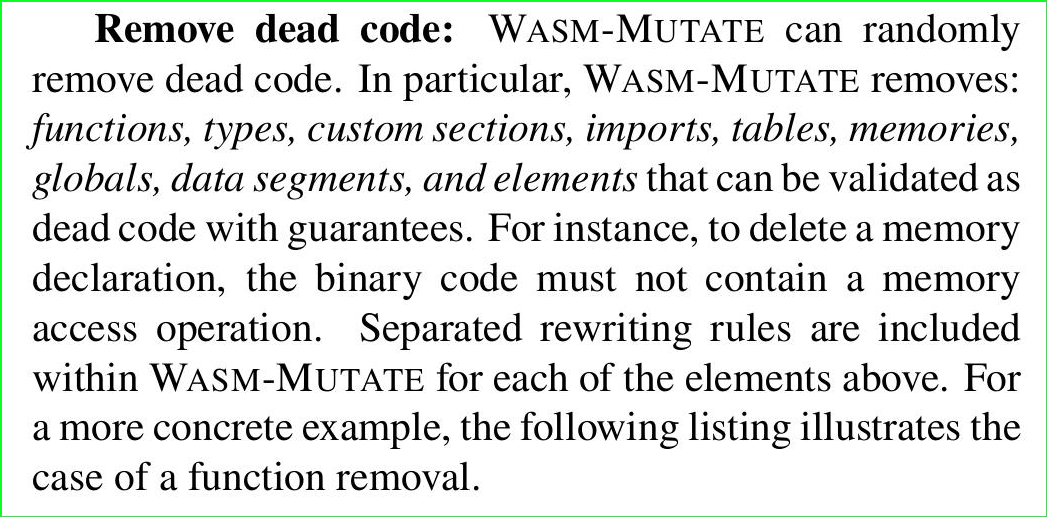 Remove dead code: WASM-MUTATE can randomly
remove dead code. In particular, WASM-MUTATE removes:
functions, types, custom sections, imports, tables, memories,
globals, data segments, and elements that can be validated as
dead code with guarantees. For instance, to delete a memory
declaration, the binary code must not contain a memory
access operation. Separated rewriting rules are included
within WASM-MUTATE for each of the elements above. For
a more concrete example, the following listing illustrates the
case of a function removal.